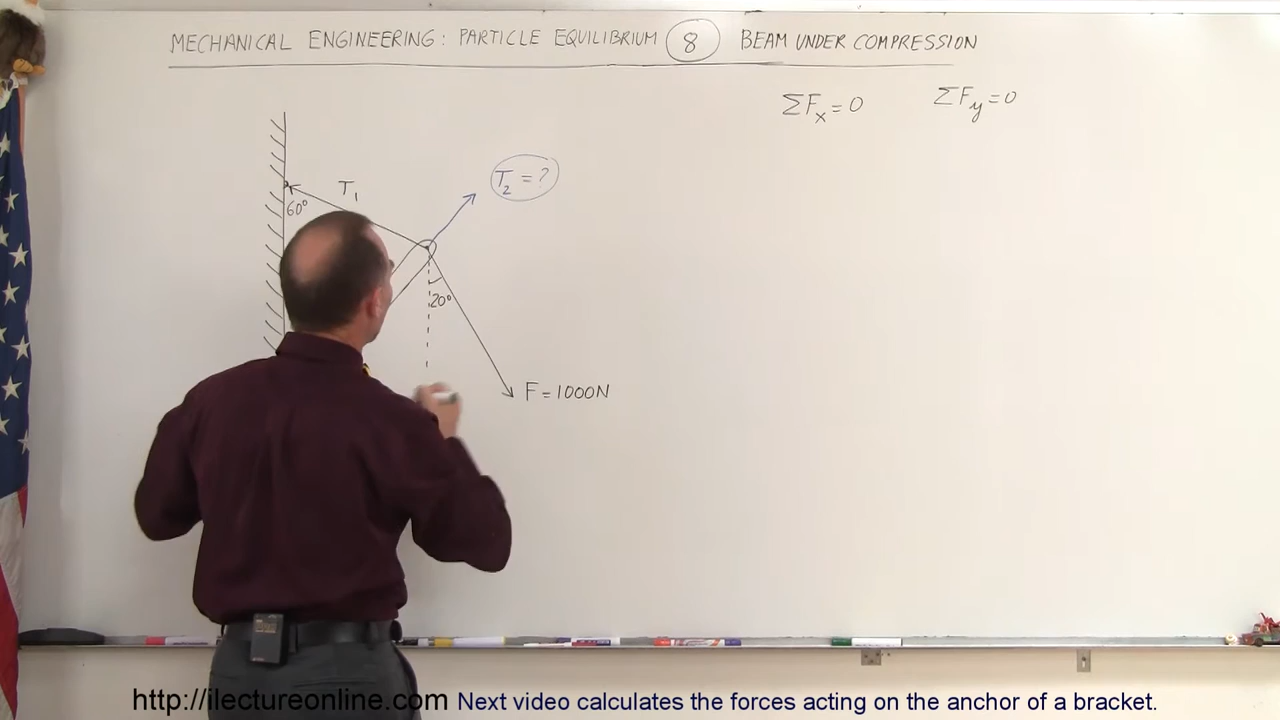 MECHANICAL ENGINEERING: PARTICLE EQUILIBRIUM 8 BEAM UNDER COMPRESSION
ΣFx = 0 ΣFy = 0
T2 = ?
T1
60°
20°
F = 1000N
http://ilectureonline.com Next video calculates the forces acting on the anchor of a bracket.